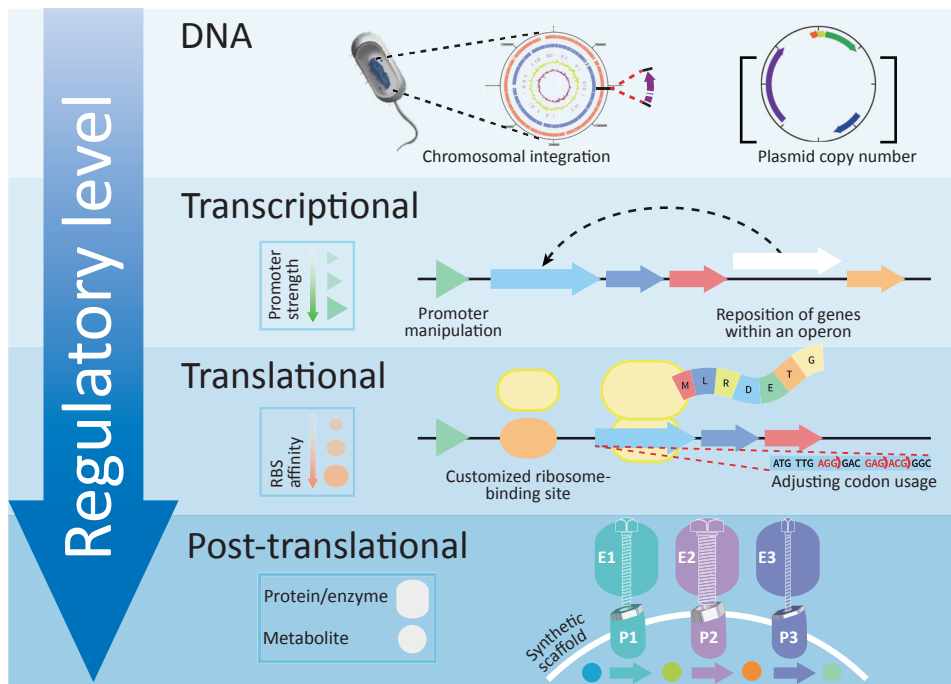 Regulatory level
DNA
Chromosomal integration
Plasmid copy number
Transcriptional
Promoter
strength
Promoter
manipulation
Reposition of genes
within an operon
Translational
RBS
affinity
M L R D E T G
Customized ribosome-
binding site
ATG TTG AGG) GAC GAG)ACG)GGC
Adjusting codon usage
Post-translational
Protein/enzyme
Metabolite
E1 E2 E3
P1 P2 P3
Synthetic
scaffold